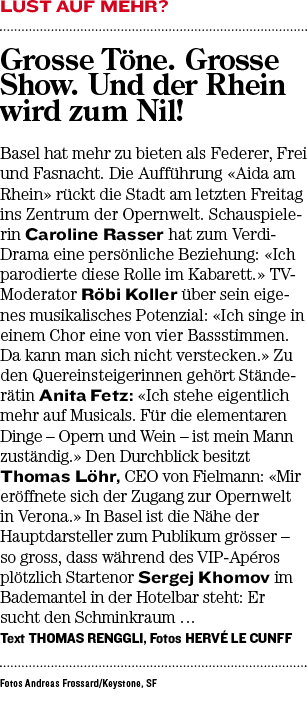 LUST AUF MEHR?
Grosse Töne. Grosse
Show. Und der Rhein
wird zum Nil!
Basel hat mehr zu bieten als Federer, Frei
und Fasnacht. Die Aufführung «Aida am
Rhein» rückt die Stadt am letzten Freitag
ins Zentrum der Opernwelt. Schauspiele-
rin Caroline Rasser hat zum Verdi-
Drama eine persönliche Beziehung: «Ich
parodierte diese Rolle im Kabarett.» TV-
Moderator Röbi Koller über sein eige-
nes musikalisches Potenzial: «Ich singe in
einem Chor eine von vier Bassstimmen.
Da kann man sich nicht verstecken.» Zu
den Quereinsteigerinnen gehört Stände-
rätin Anita Fetz: «Ich stehe eigentlich
mehr auf Musicals. Für die elementaren
Dinge – Opern und Wein – ist mein Mann
zuständig.» Den Durchblick besitzt
Thomas Löhr, CEO von Fielmann: «Mir
eröffnete sich der Zugang zur Opernwelt
in Verona.» In Basel ist die Nähe der
Hauptdarsteller zum Publikum grösser –
so gross, dass während des VIP-Apéros
plötzlich Startenor Sergej Khomov im
Bademantel in der Hotelbar steht: Er
sucht den Schminkraum …
Text THOMAS RENGGLI, Fotos HERVÉ LE CUNFF
Fotos Andreas Frossard/Keystone, SF